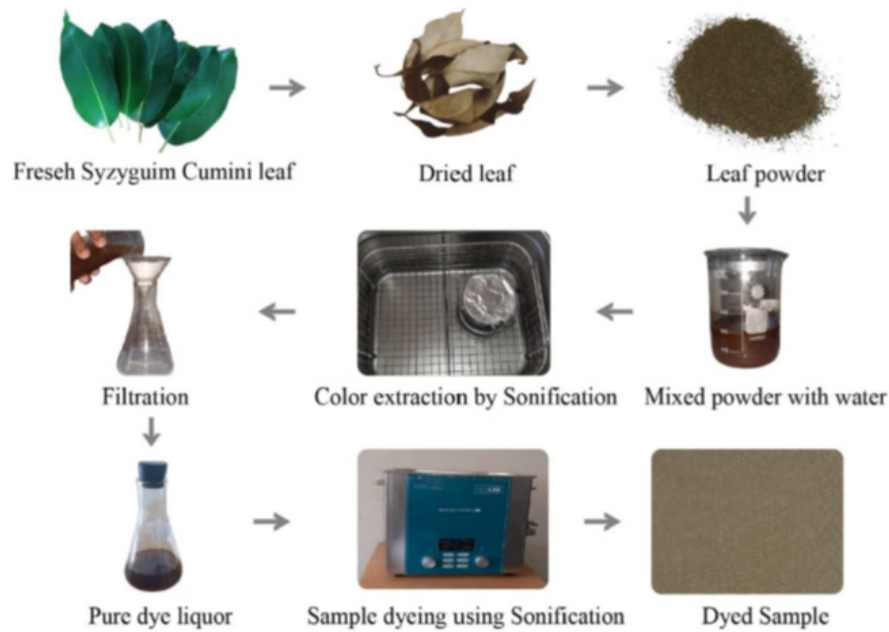 Freseh Syzyguim Cumini leaf
Dried leaf
Leaf powder
Mixed powder with water
Color extraction by Sonification
Filtration
Pure dye liquor
Sample dyeing using Sonification
Dyed Sample